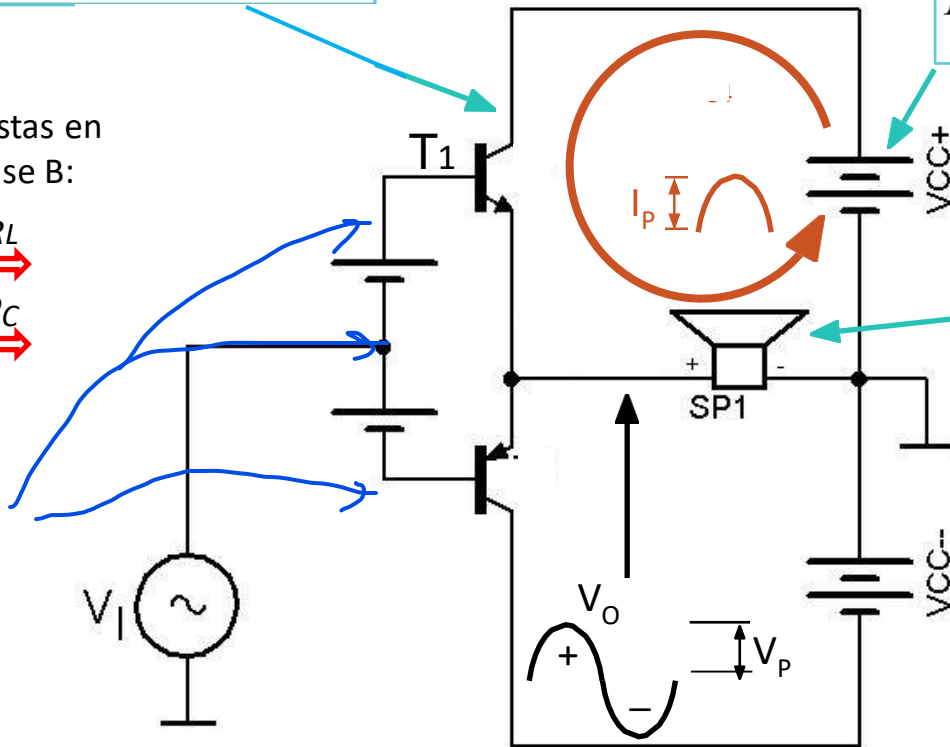 stas en
se B:
RL
C
T1
IP
VCC+
+ -
SP1
VCC-
VI
VO
+
–
VP